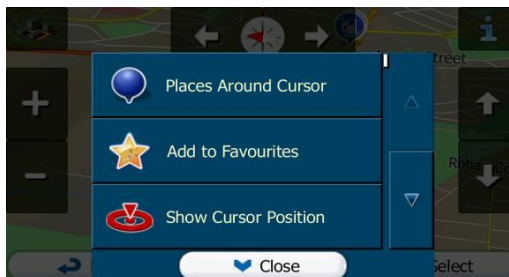 Street
Places Around Cursor
Add to Favourites
Show Cursor Position
Close
Select